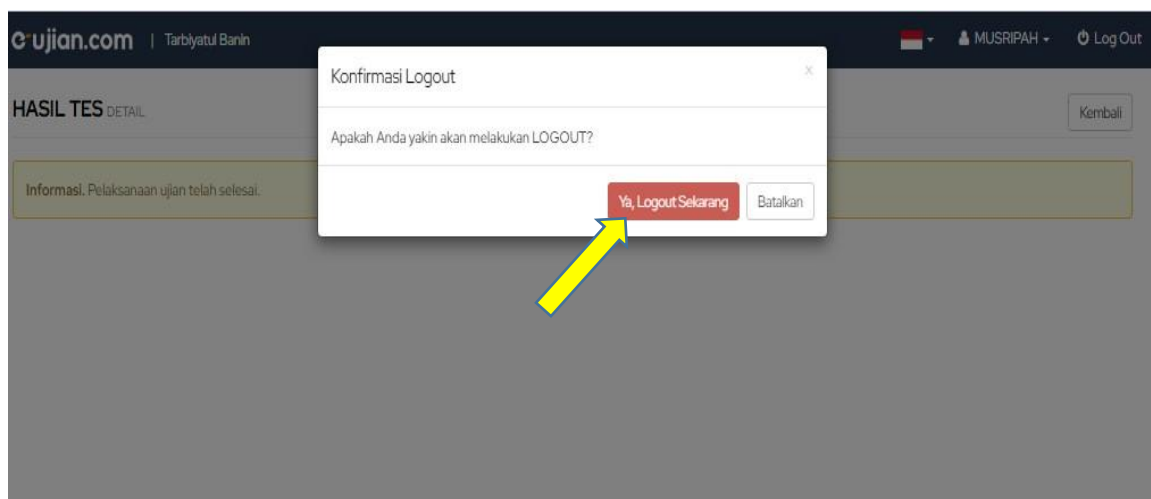 e-ujian.com | Tarbiyatul Banin
MUSRIPAH
Log Out
Konfirmasi Logout
x
HASIL TES DETAIL
Kembali
Apakah Anda yakin akan melakukan LOGOUT?
Informasi. Pelaksanaan ujian telah selesai.
Ya, Logout Sekarang
Batalkan